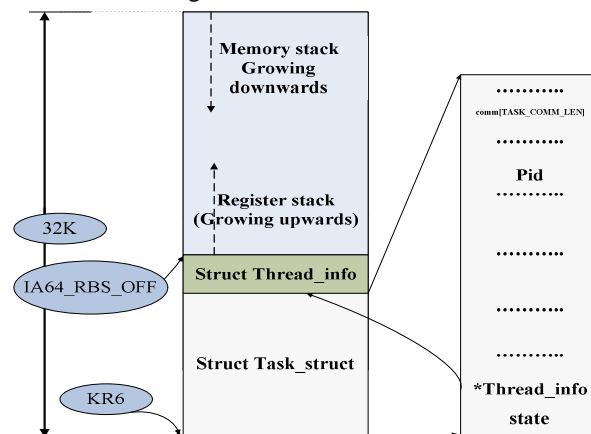 Memory stack
Growing
downwards
Register stack
(Growing upwards)
32K
IA64_RBS_OFF
Struct Thread_info
Struct Task_struct
KR6
...........
comm[TASK_COMM_LEN]
...........
Pid
...........
...........
...........
...........
*Thread_info
state